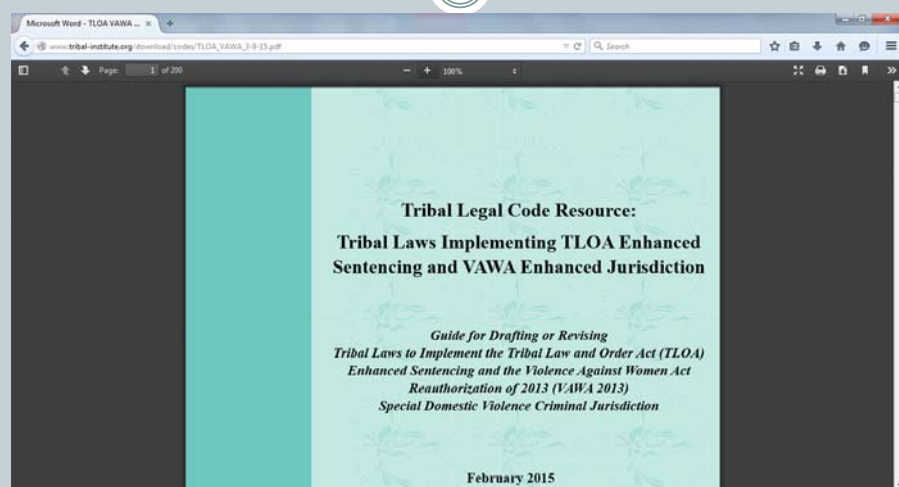 Microsoft Word - TLOA VAWA ...
www.tribal-institute.org/download/codes/TLOA_VAWA_3-9-15.pdf
Search
Page: 1 of 200
100%
Tribal Legal Code Resource:
Tribal Laws Implementing TLOA Enhanced
Sentencing and VAWA Enhanced Jurisdiction
Guide for Drafting or Revising
Tribal Laws to Implement the Tribal Law and Order Act (TLOA)
Enhanced Sentencing and the Violence Against Women Act
Reauthorization of 2013 (VAWA 2013)
Special Domestic Violence Criminal Jurisdiction
February 2015